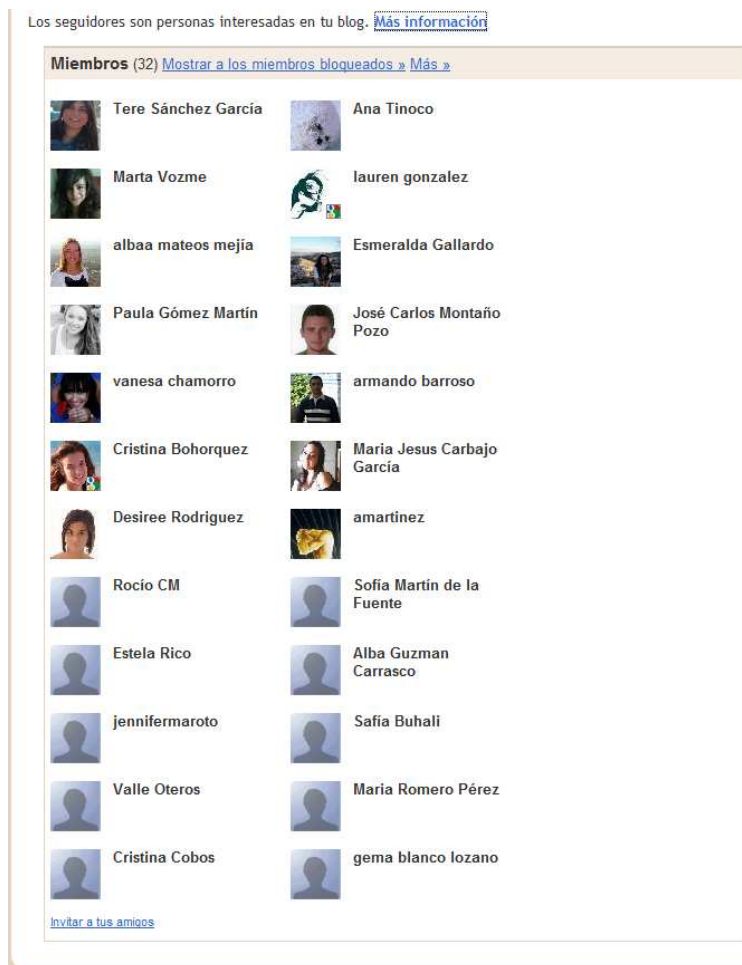 Los seguidores son personas interesadas en tu blog. Más información
Miembros (32) Mostrar a los miembros bloqueados » Más »
Tere Sánchez García
Ana Tinoco
Marta Vozme
lauren gonzalez
albaa mateos mejía
Esmeralda Gallardo
Paula Gómez Martín
José Carlos Montaño
Pozo
vanesa chamorro
armando barroso
Cristina Bohorquez
Maria Jesus Carbajo
García
Desiree Rodriguez
amartinez
Rocío CM
Sofía Martín de la
Fuente
Estela Rico
Alba Guzman
Carrasco
jennifermaroto
Safía Buhali
Valle Oteros
Maria Romero Pérez
Cristina Cobos
gema blanco lozano
Invitar a tus amigos